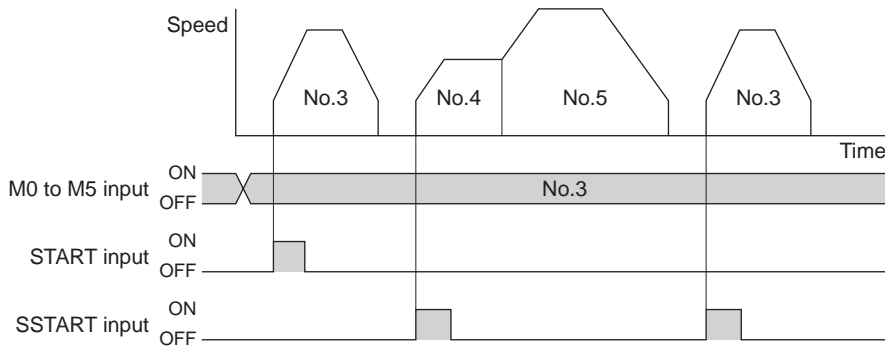 Speed
No.3
No.4
No.5
No.3
Time
M0 to M5 input
ON
OFF
No.3
START input
ON
OFF
SSTART input
ON
OFF